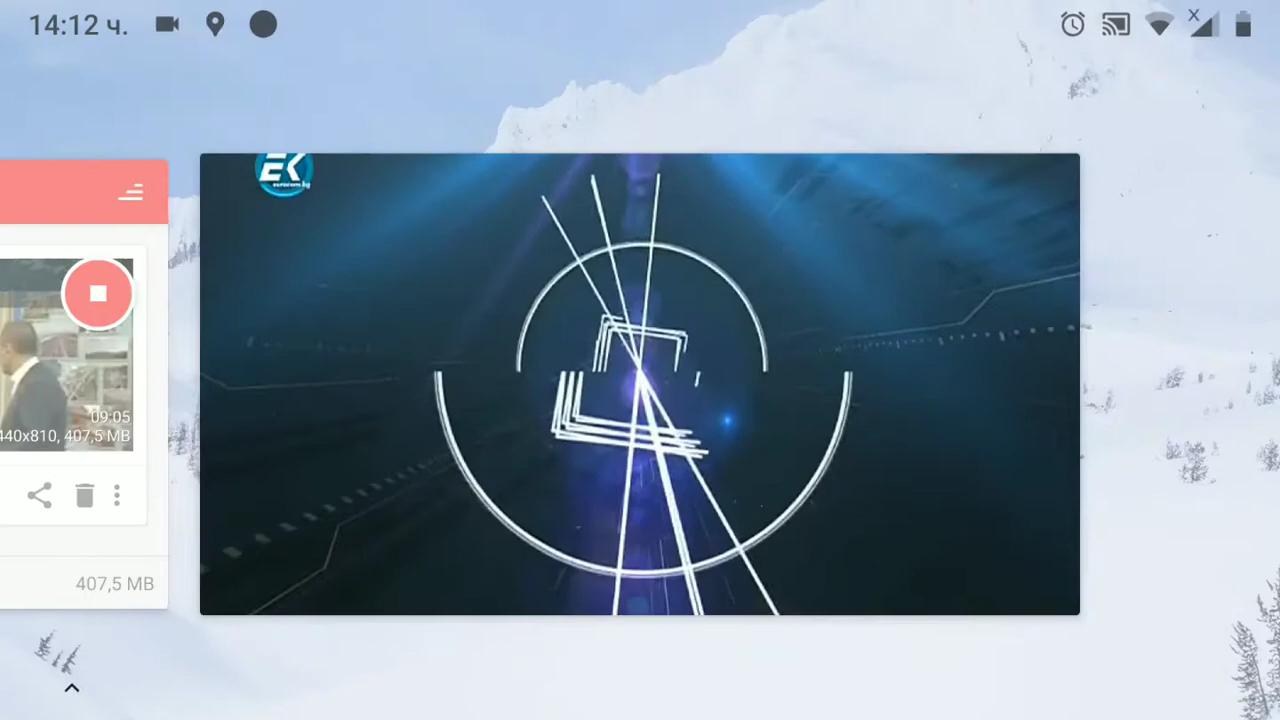 14:12 ч.
EK
eurocom.bg
09:05
440x810, 407,5 MB
407,5 MB